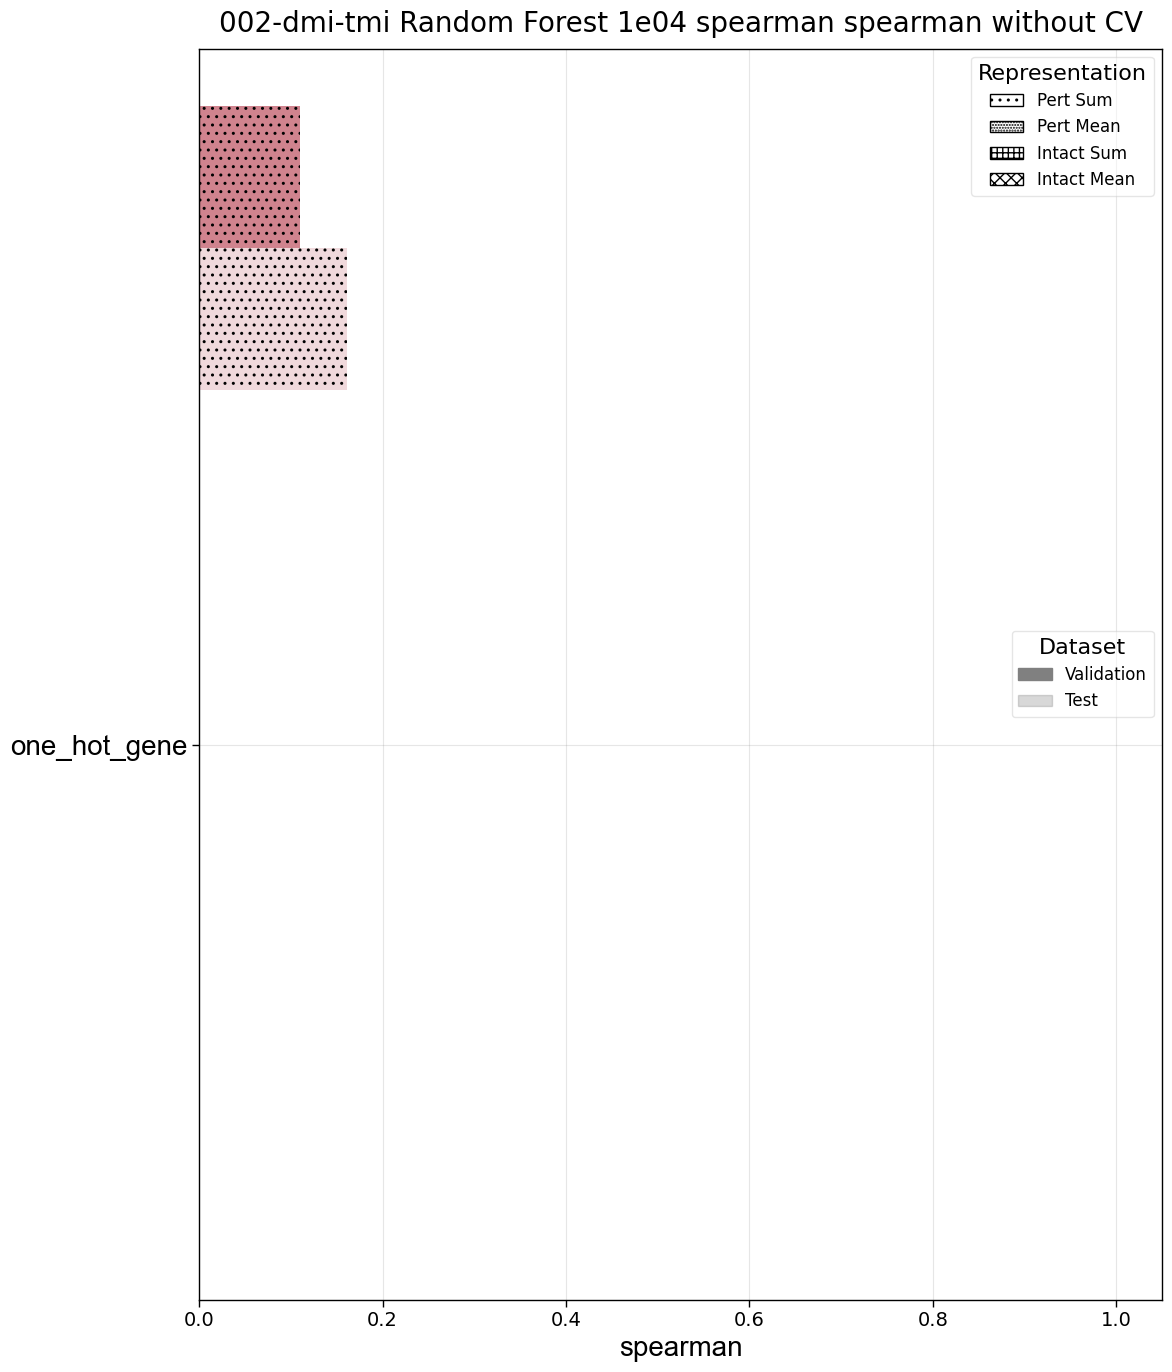 002-dmi-tmi Random Forest 1e04 spearman spearman without CV
Representation
Pert Sum
Pert Mean
Intact Sum
Intact Mean
Dataset
Validation
Test
one_hot_gene
0.0 0.2 0.4 0.6 0.8 1.0
spearman